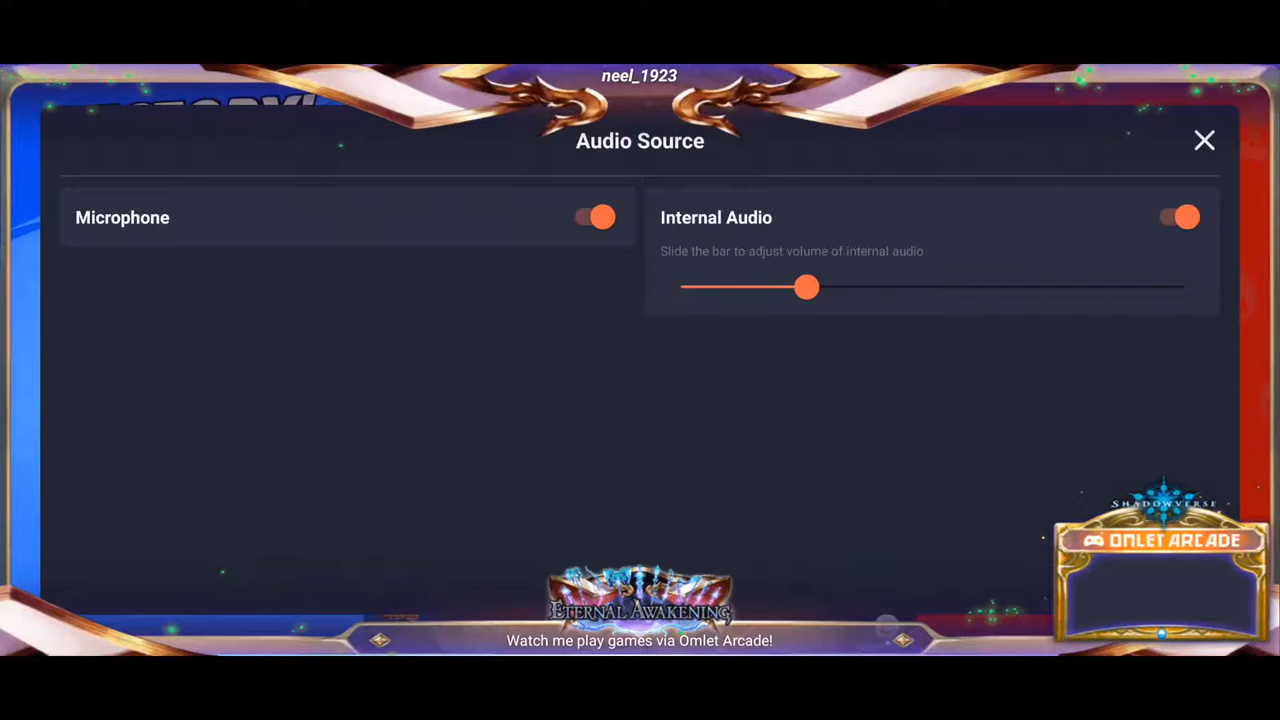 neel_1923
Audio Source
Microphone
Internal Audio
Slide the bar to adjust volume of internal audio
SHADOWVERSE
OMLET ARCADE
ETERNAL AWAKENING
Watch me play games via Omlet Arcade!